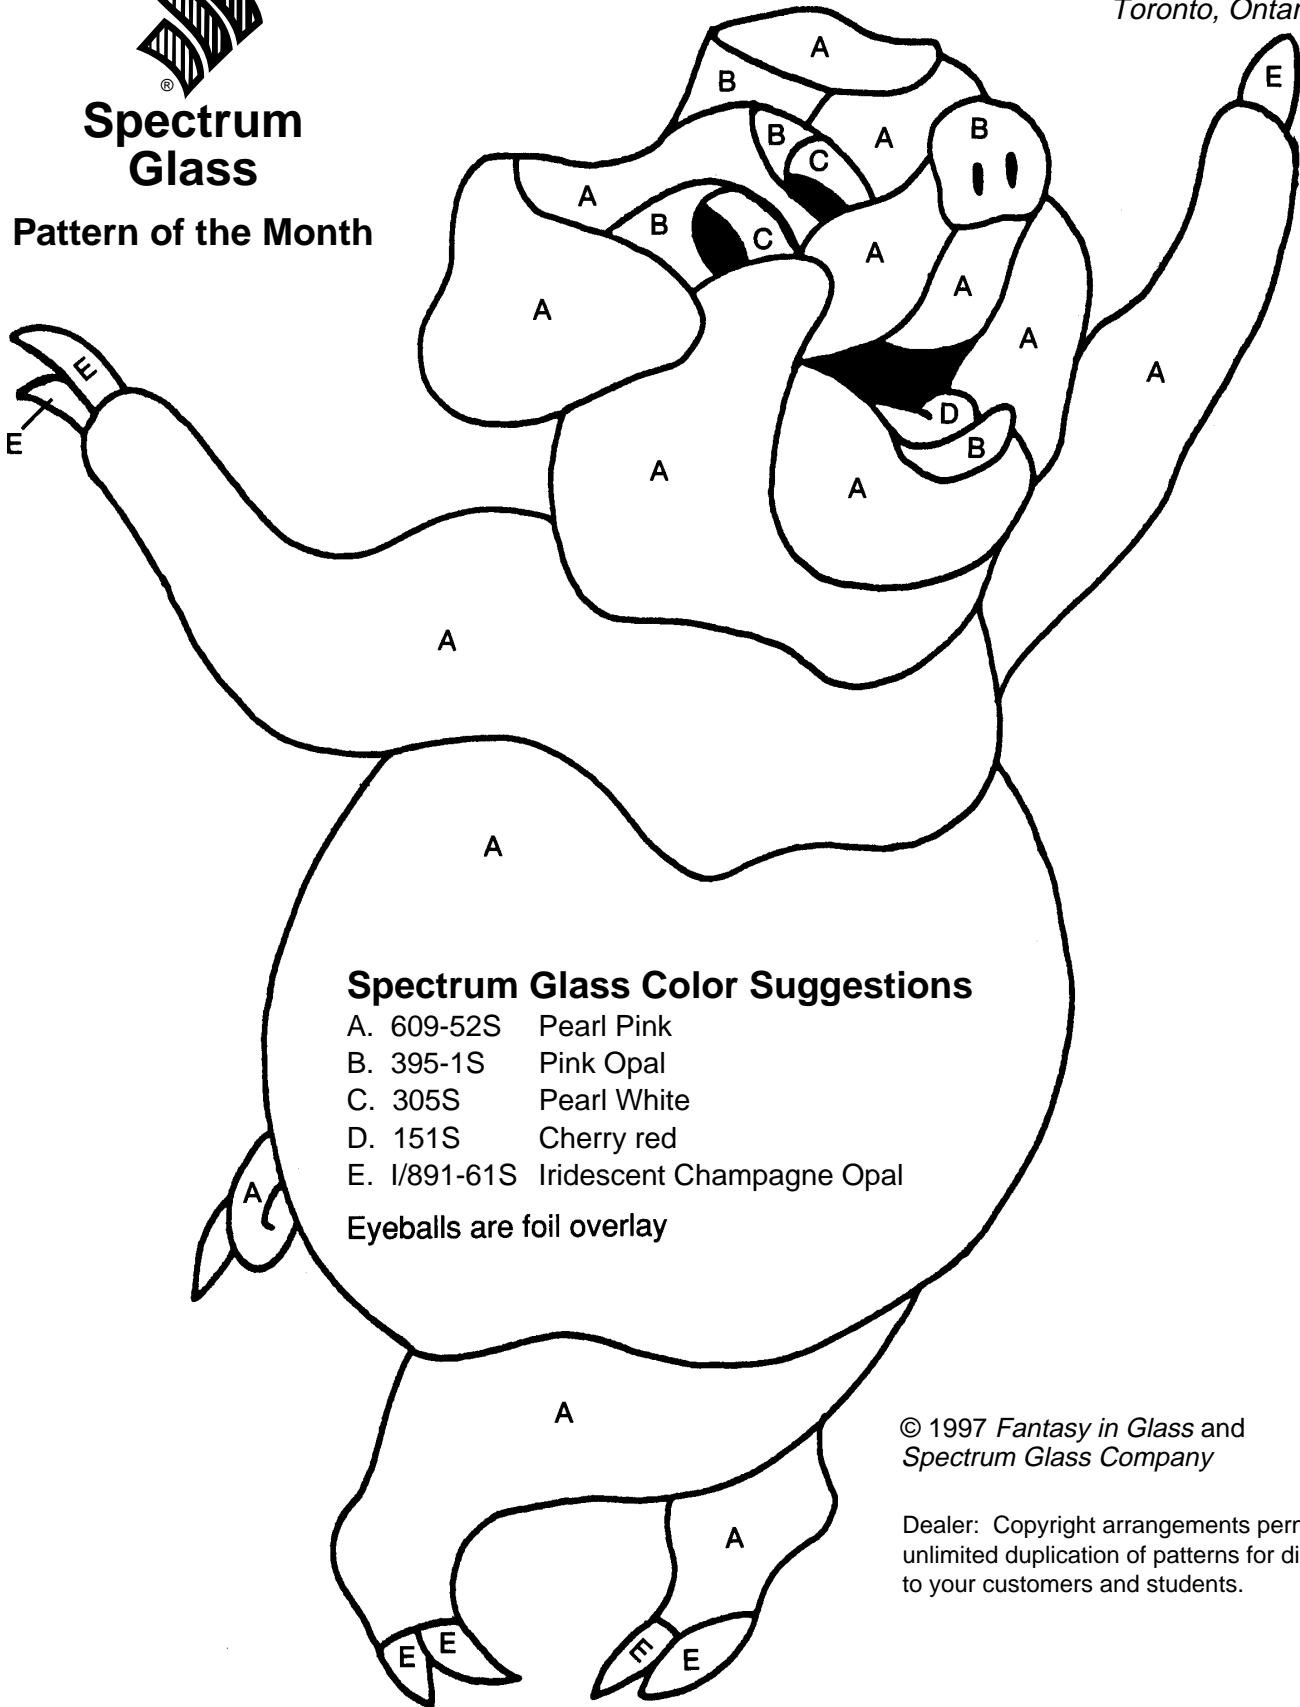 Toronto, Ontar
®
Spectrum
Glass
Pattern of the Month
A
E
B
B
A
B
C
A
B
C
A
A
A
A
E
A
E
D
B
A
A
A
A
Spectrum Glass Color Suggestions
A. 609-52S Pearl Pink
B. 395-1S Pink Opal
C. 305S Pearl White
D. 151S Cherry red
E. I/891-61S Iridescent Champagne Opal
A
Eyeballs are foil overlay
A
© 1997 Fantasy in Glass and
Spectrum Glass Company
Dealer: Copyright arrangements perm
unlimited duplication of patterns for di
to your customers and students.
A
E
E
E
E